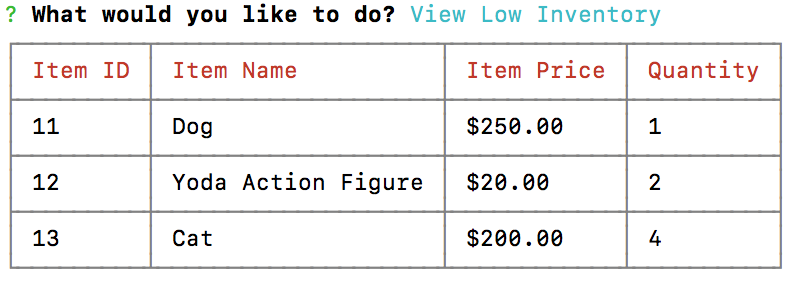 ? What would you like to do? View Low Inventory
Item ID Item Name Item Price Quantity
11 Dog $250.00 1
12 Yoda Action Figure $20.00 2
13 Cat $200.00 4